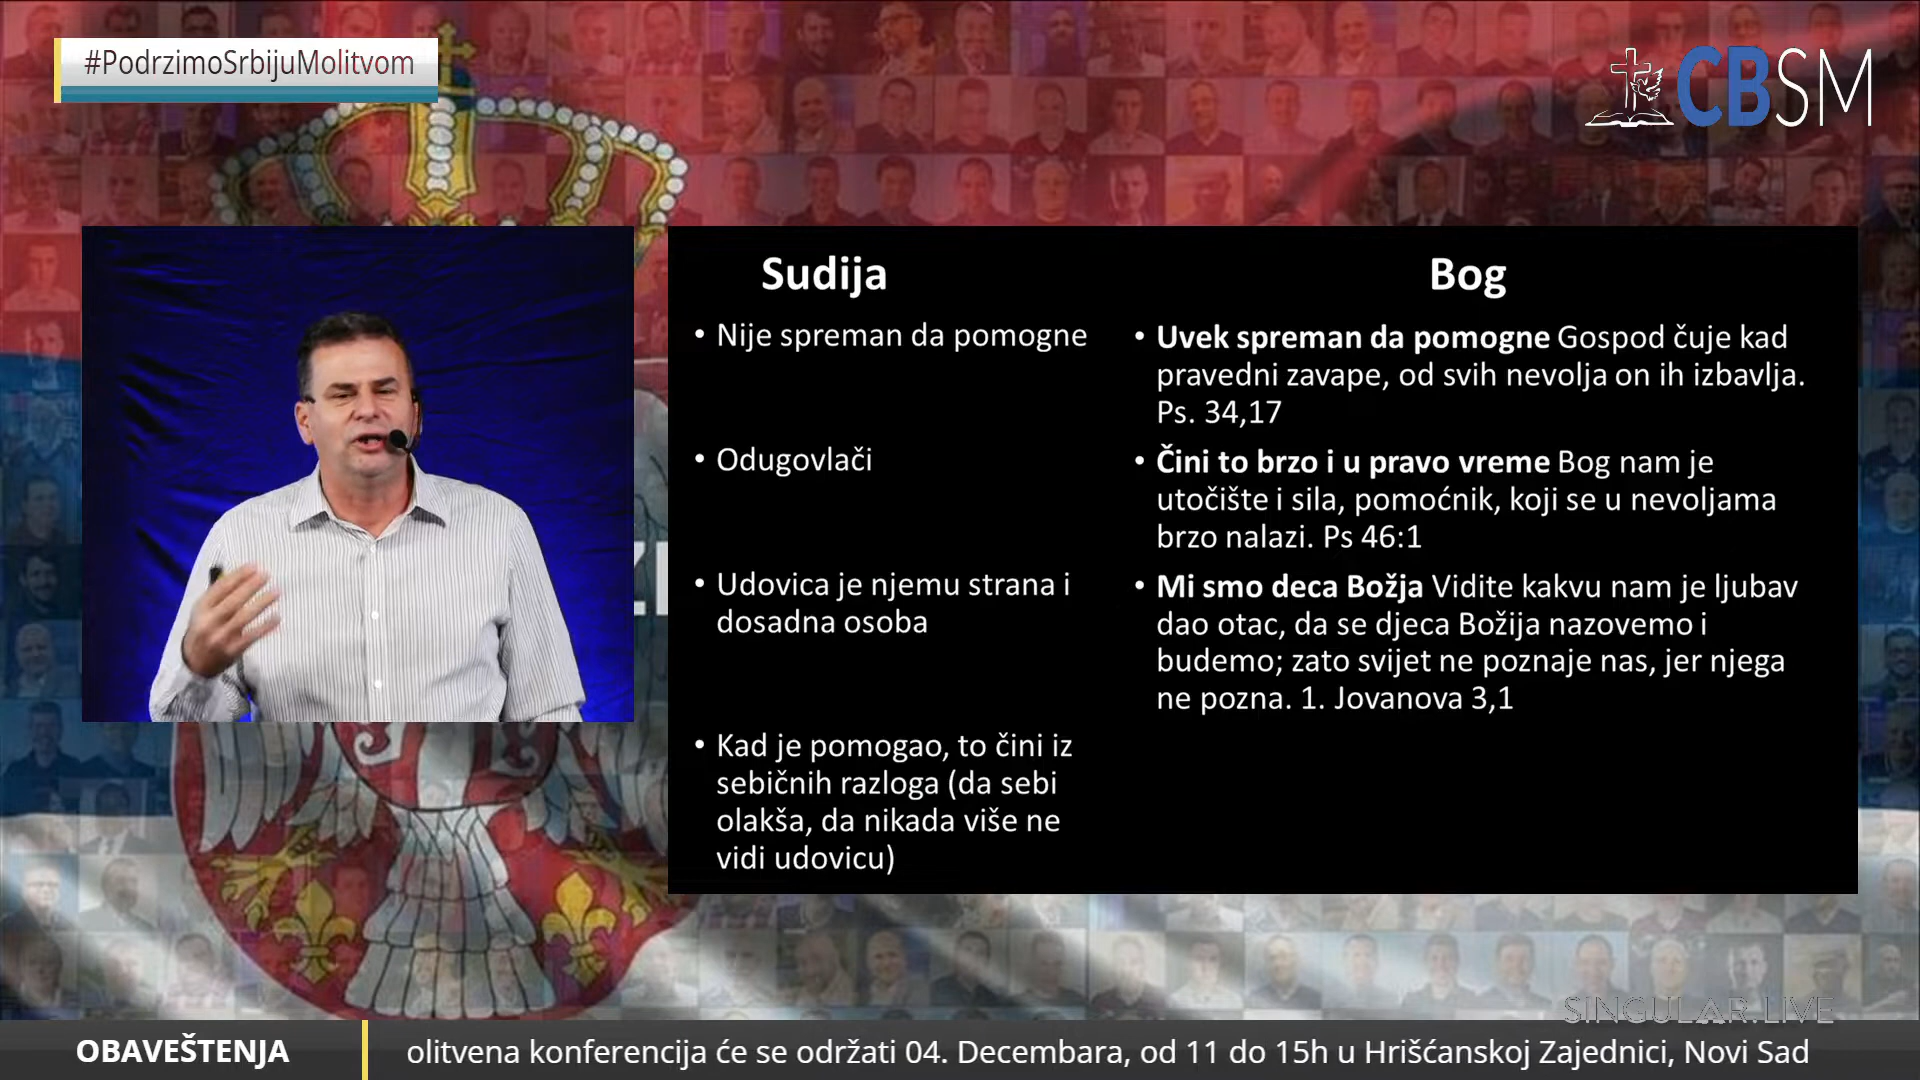 #PodrzimoSrbijuMolitvom
CBSM
Sudija
• Nije spreman da pomogne
• Odugovlači
• Udovica je njemu strana i
dosadna osoba
• Kad je pomogao, to čini iz
sebičnih razloga (da sebi
olakša, da nikada više ne
vidi udovicu)
Bog
• Uvek spreman da pomogne Gospod čuje kad
pravedni zavape, od svih nevolja on ih izbavlja.
Ps. 34,17
• Čini to brzo i u pravo vreme Bog nam je
utočište i sila, pomoćnik, koji se u nevoljama
brzo nalazi. Ps 46:1
• Mi smo deca Božja Vidite kakvu nam je ljubav
dao otac, da se djeca Božija nazovemo i
budemo; zato svijet ne poznaje nas, jer njega
ne pozna. 1. Jovanova 3,1
SINGULAR.LIVE
OBAVEŠTENJA
olitvena konferencija će se održati 04. Decembara, od 11 do 15h u Hrišćanskoj Zajednici, Novi Sad